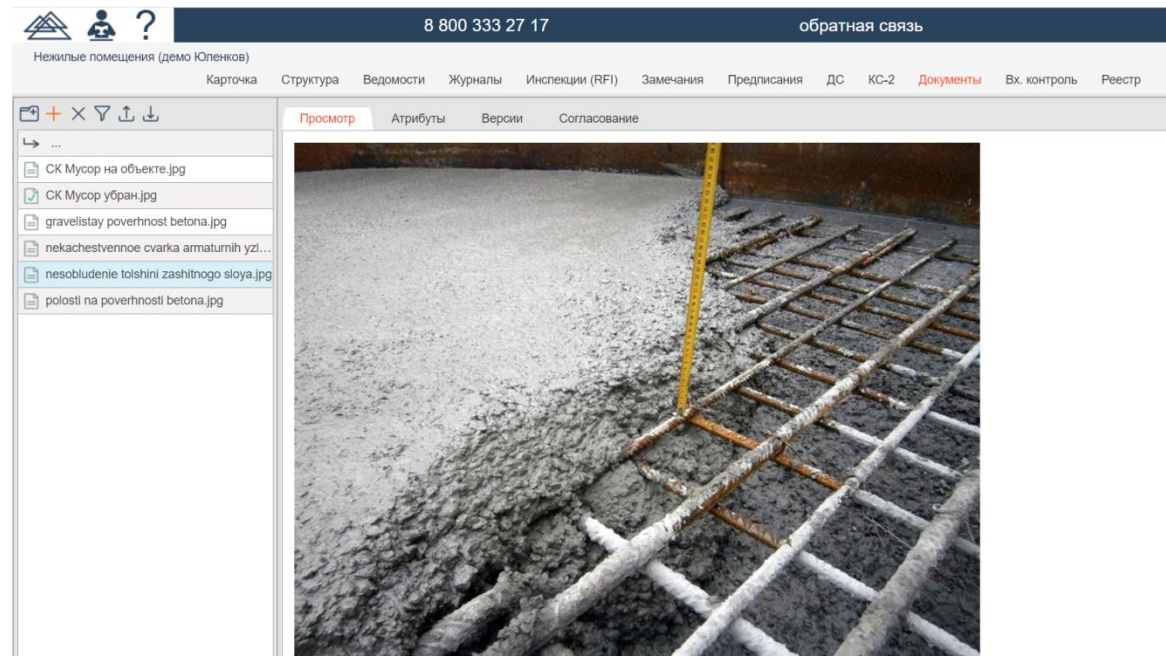 ?
8 800 333 27 17
обратная связь
Нежилые помещения (демо Юленков)
Карточка Структура Ведомости Журналы Инспекции (RFI) Замечания Предписания ДС КС-2 Документы Вх. контроль Реестр
Просмотр Атрибуты Версии Согласование
...
СК Мусор на объекте.jpg
СК Мусор убран.jpg
gravelistay poverhnost betona.jpg
nekachestvennoe cvarka armaturnih yzl...
nesobludenie tolshini zashitnogo sloya.jpg
polosti na poverhnosti betona.jpg